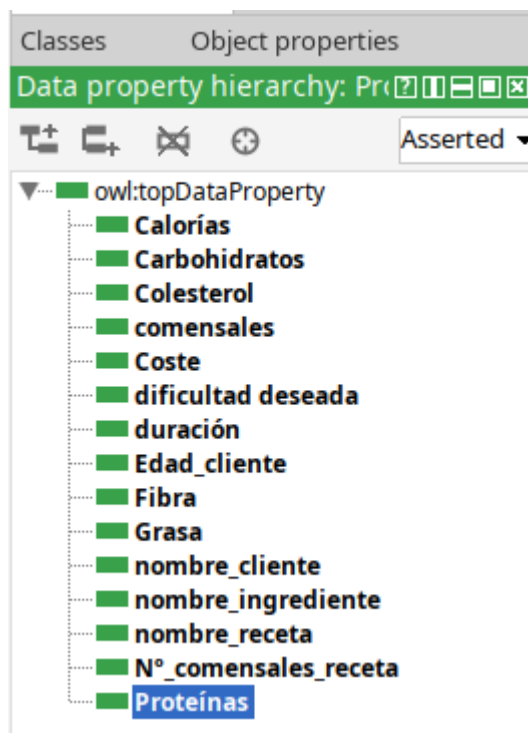 Classes Object properties
Data property hierarchy: Pro
Asserted
owl:topDataProperty
Calorías
Carbohidratos
Colesterol
comensales
Coste
dificultad deseada
duración
Edad_cliente
Fibra
Grasa
nombre_cliente
nombre_ingrediente
nombre_receta
Nº_comensales_receta
Proteínas